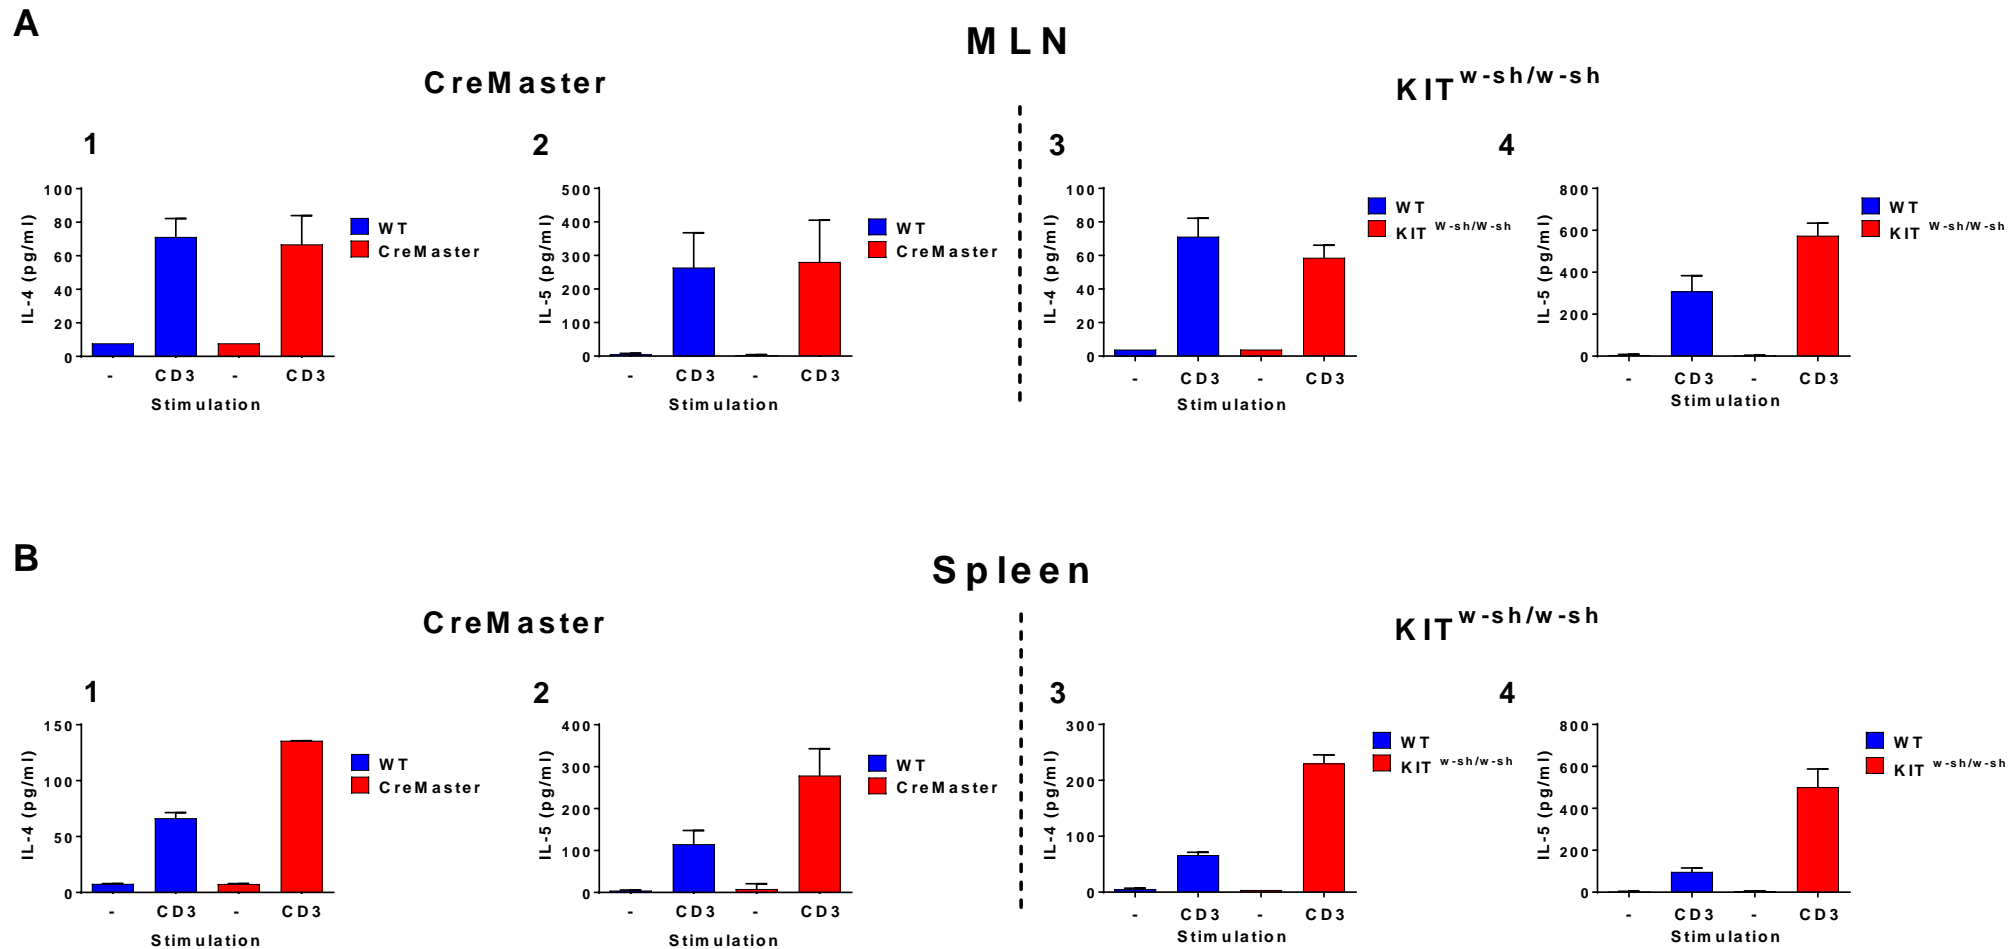 A
MLN
CreMaster
KIT w-sh/w-sh
1
2
3
4
IL-4 (pg/ml)
100
80
60
40
20
0
- CD3 - CD3
Stimulation
WT
CreMaster
IL-5 (pg/ml)
500
400
300
200
100
0
- CD3 - CD3
Stimulation
WT
CreMaster
IL-4 (pg/ml)
100
80
60
40
20
0
- CD3 - CD3
Stimulation
WT
KIT W-sh/W-sh
IL-5 (pg/ml)
800
600
400
200
0
- CD3 - CD3
Stimulation
WT
KIT W-sh/W-sh
B
Spleen
CreMaster
KIT w-sh/w-sh
1
2
3
4
IL-4 (pg/ml)
150
100
50
0
- CD3 - CD3
Stimulation
WT
CreMaster
IL-5 (pg/ml)
400
300
200
100
0
- CD3 - CD3
Stimulation
WT
CreMaster
IL-4 (pg/ml)
300
200
100
0
- CD3 - CD3
Stimulation
WT
KIT w-sh/w-sh
IL-5 (pg/ml)
800
600
400
200
0
- CD3 - CD3
Stimulation
WT
KIT w-sh/w-sh